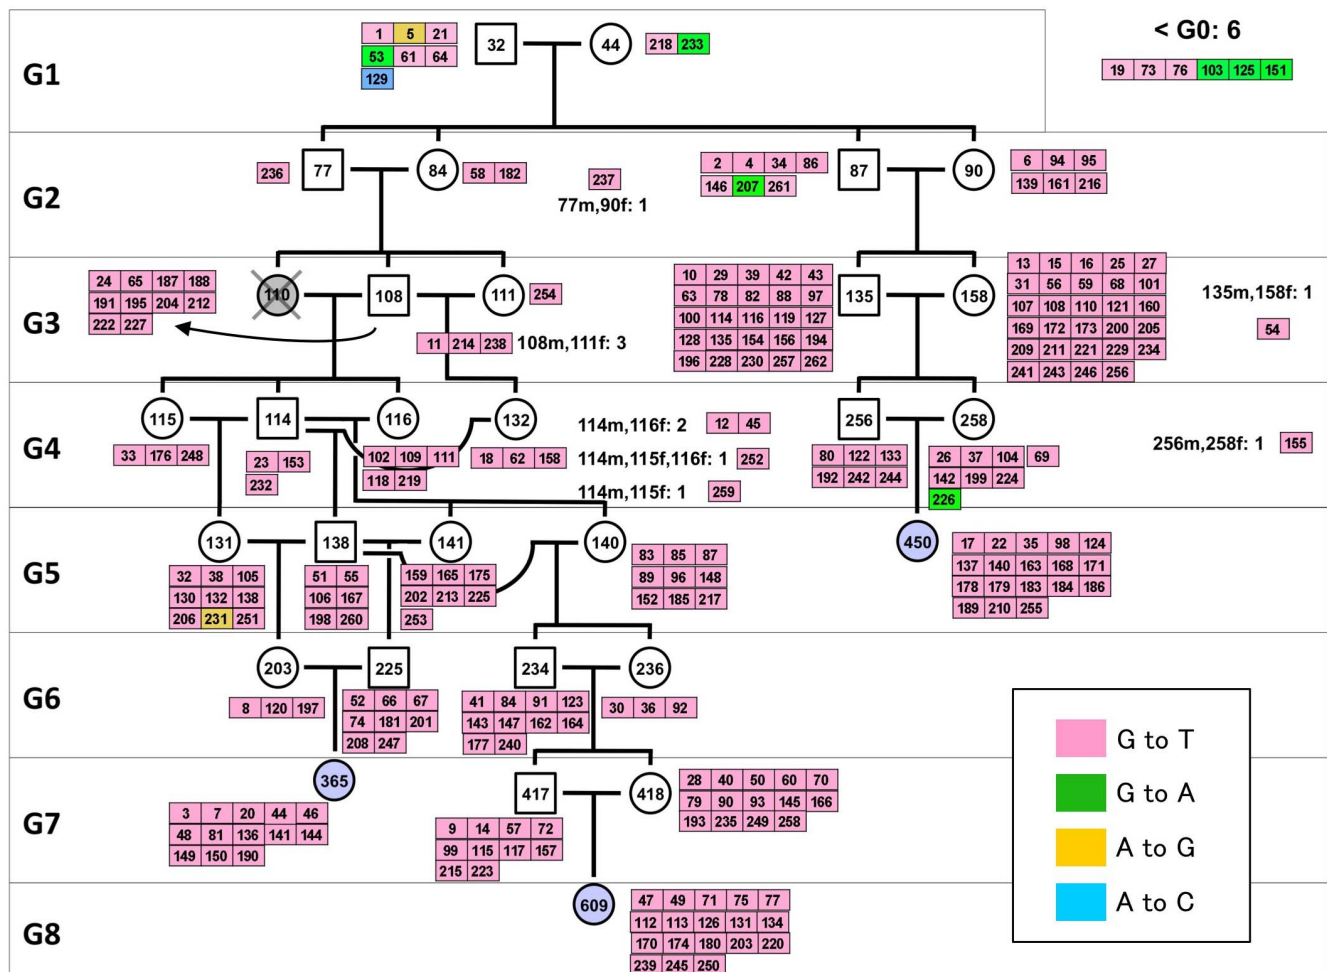 1 5 21 32 44 218 233 < G0: 6
53 61 64
G1 129 19 73 76 103 125 151
77 84 87 90
236 58 182 237 2 4 34 86 6 94 95
146 207 261 139 161 216
G2 77m,90f: 1
110 108 111 254 135 158
24 65 187 188 10 29 39 42 43 13 15 16 25 27
191 195 204 212 63 78 82 88 97 31 56 59 68 101
222 227 100 114 116 119 127 107 108 110 121 160
G3 11 214 238 108m,111f: 3 128 135 154 156 194 169 172 173 200 205 135m,158f: 1
196 228 230 257 262 209 211 221 229 234 54
241 243 246 256
115 114 116 132 114m,116f: 2 12 45 256 258
G4 33 176 248 23 153 102 109 111 18 62 158 114m,115f,116f: 1 252 80 122 133 26 37 104 69 256m,258f: 1 155
232 118 219 192 242 244 142 199 224
114m,115f: 1 259 226
131 138 141 140 450
G5 32 38 105 51 55 159 165 175 83 85 87 17 22 35 98 124
130 132 138 106 167 202 213 225 89 96 148 137 140 163 168 171
206 231 251 198 260 253 152 185 217 178 179 183 184 186
189 210 255
203 225 234 236
G6 8 120 197 52 66 67 41 84 91 123 30 36 92
74 181 201 143 147 162 164
208 247 177 240
365 417 418
G7 3 7 20 44 46 9 14 57 72 28 40 50 60 70
48 81 136 141 144 99 115 117 157 79 90 93 145 166
149 150 190 215 223 193 235 249 258
609
G8 47 49 71 75 77
112 113 126 131 134
170 174 180 203 220
239 245 250
G to T
G to A
A to G
A to C